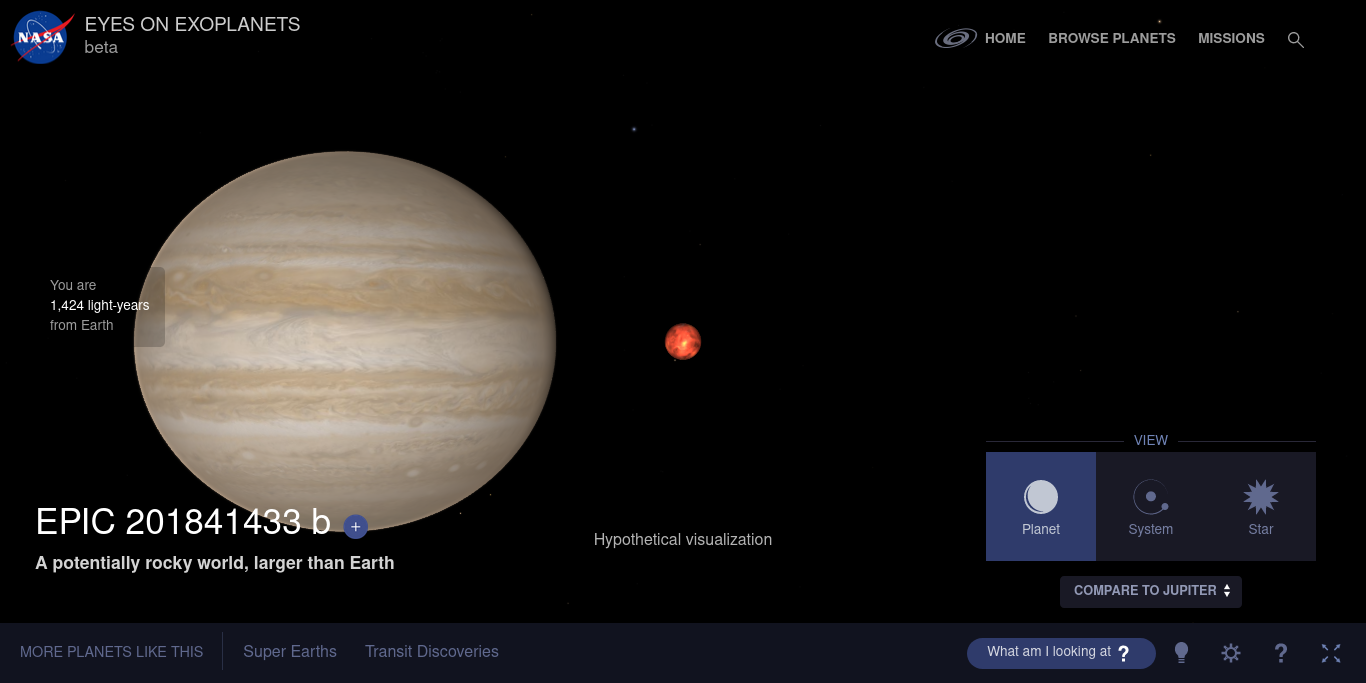 NASA
EYES ON EXOPLANETS
beta
HOME
BROWSE PLANETS
MISSIONS
You are
1,424 light-years
from Earth
EPIC 201841433 b +
A potentially rocky world, larger than Earth
Hypothetical visualization
VIEW
Planet
System
Star
COMPARE TO JUPITER
MORE PLANETS LIKE THIS
Super Earths
Transit Discoveries
What am I looking at ?
?